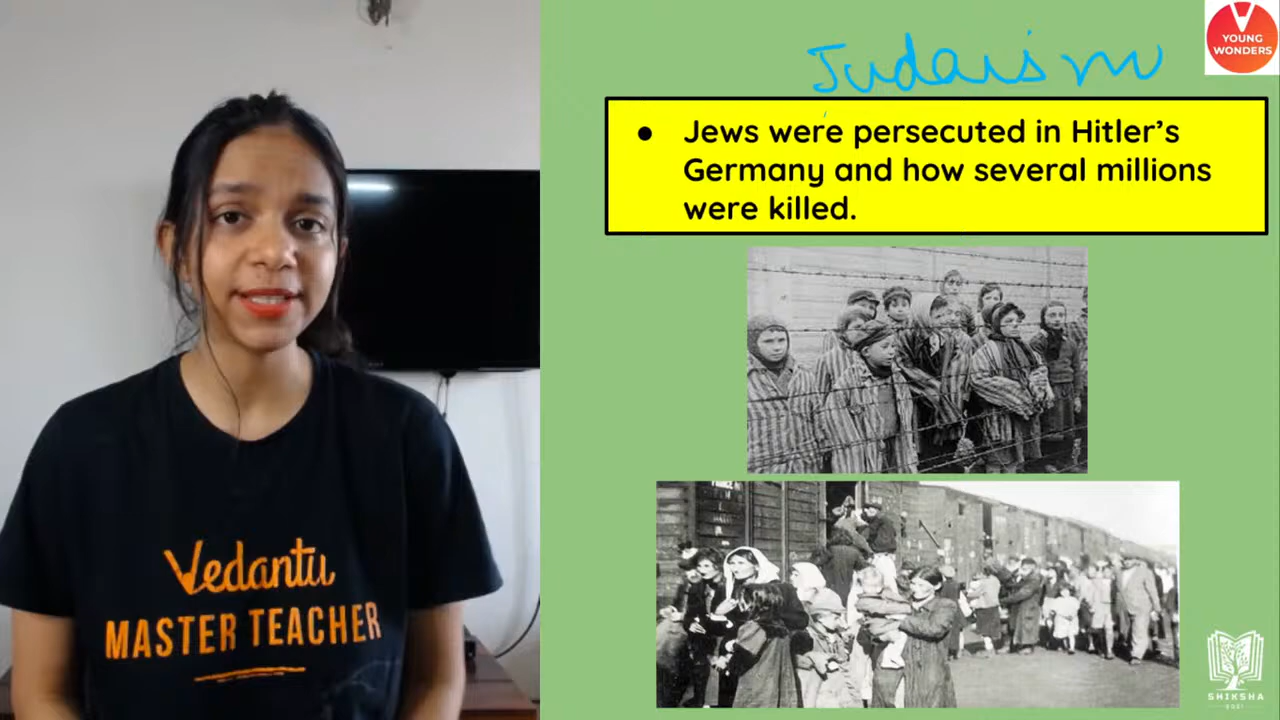 Judaism
YOUNG
WONDERS
● Jews were persecuted in Hitler's
Germany and how several millions
were killed.
Vedantu
MASTER TEACHER
SHIKSHA
2021